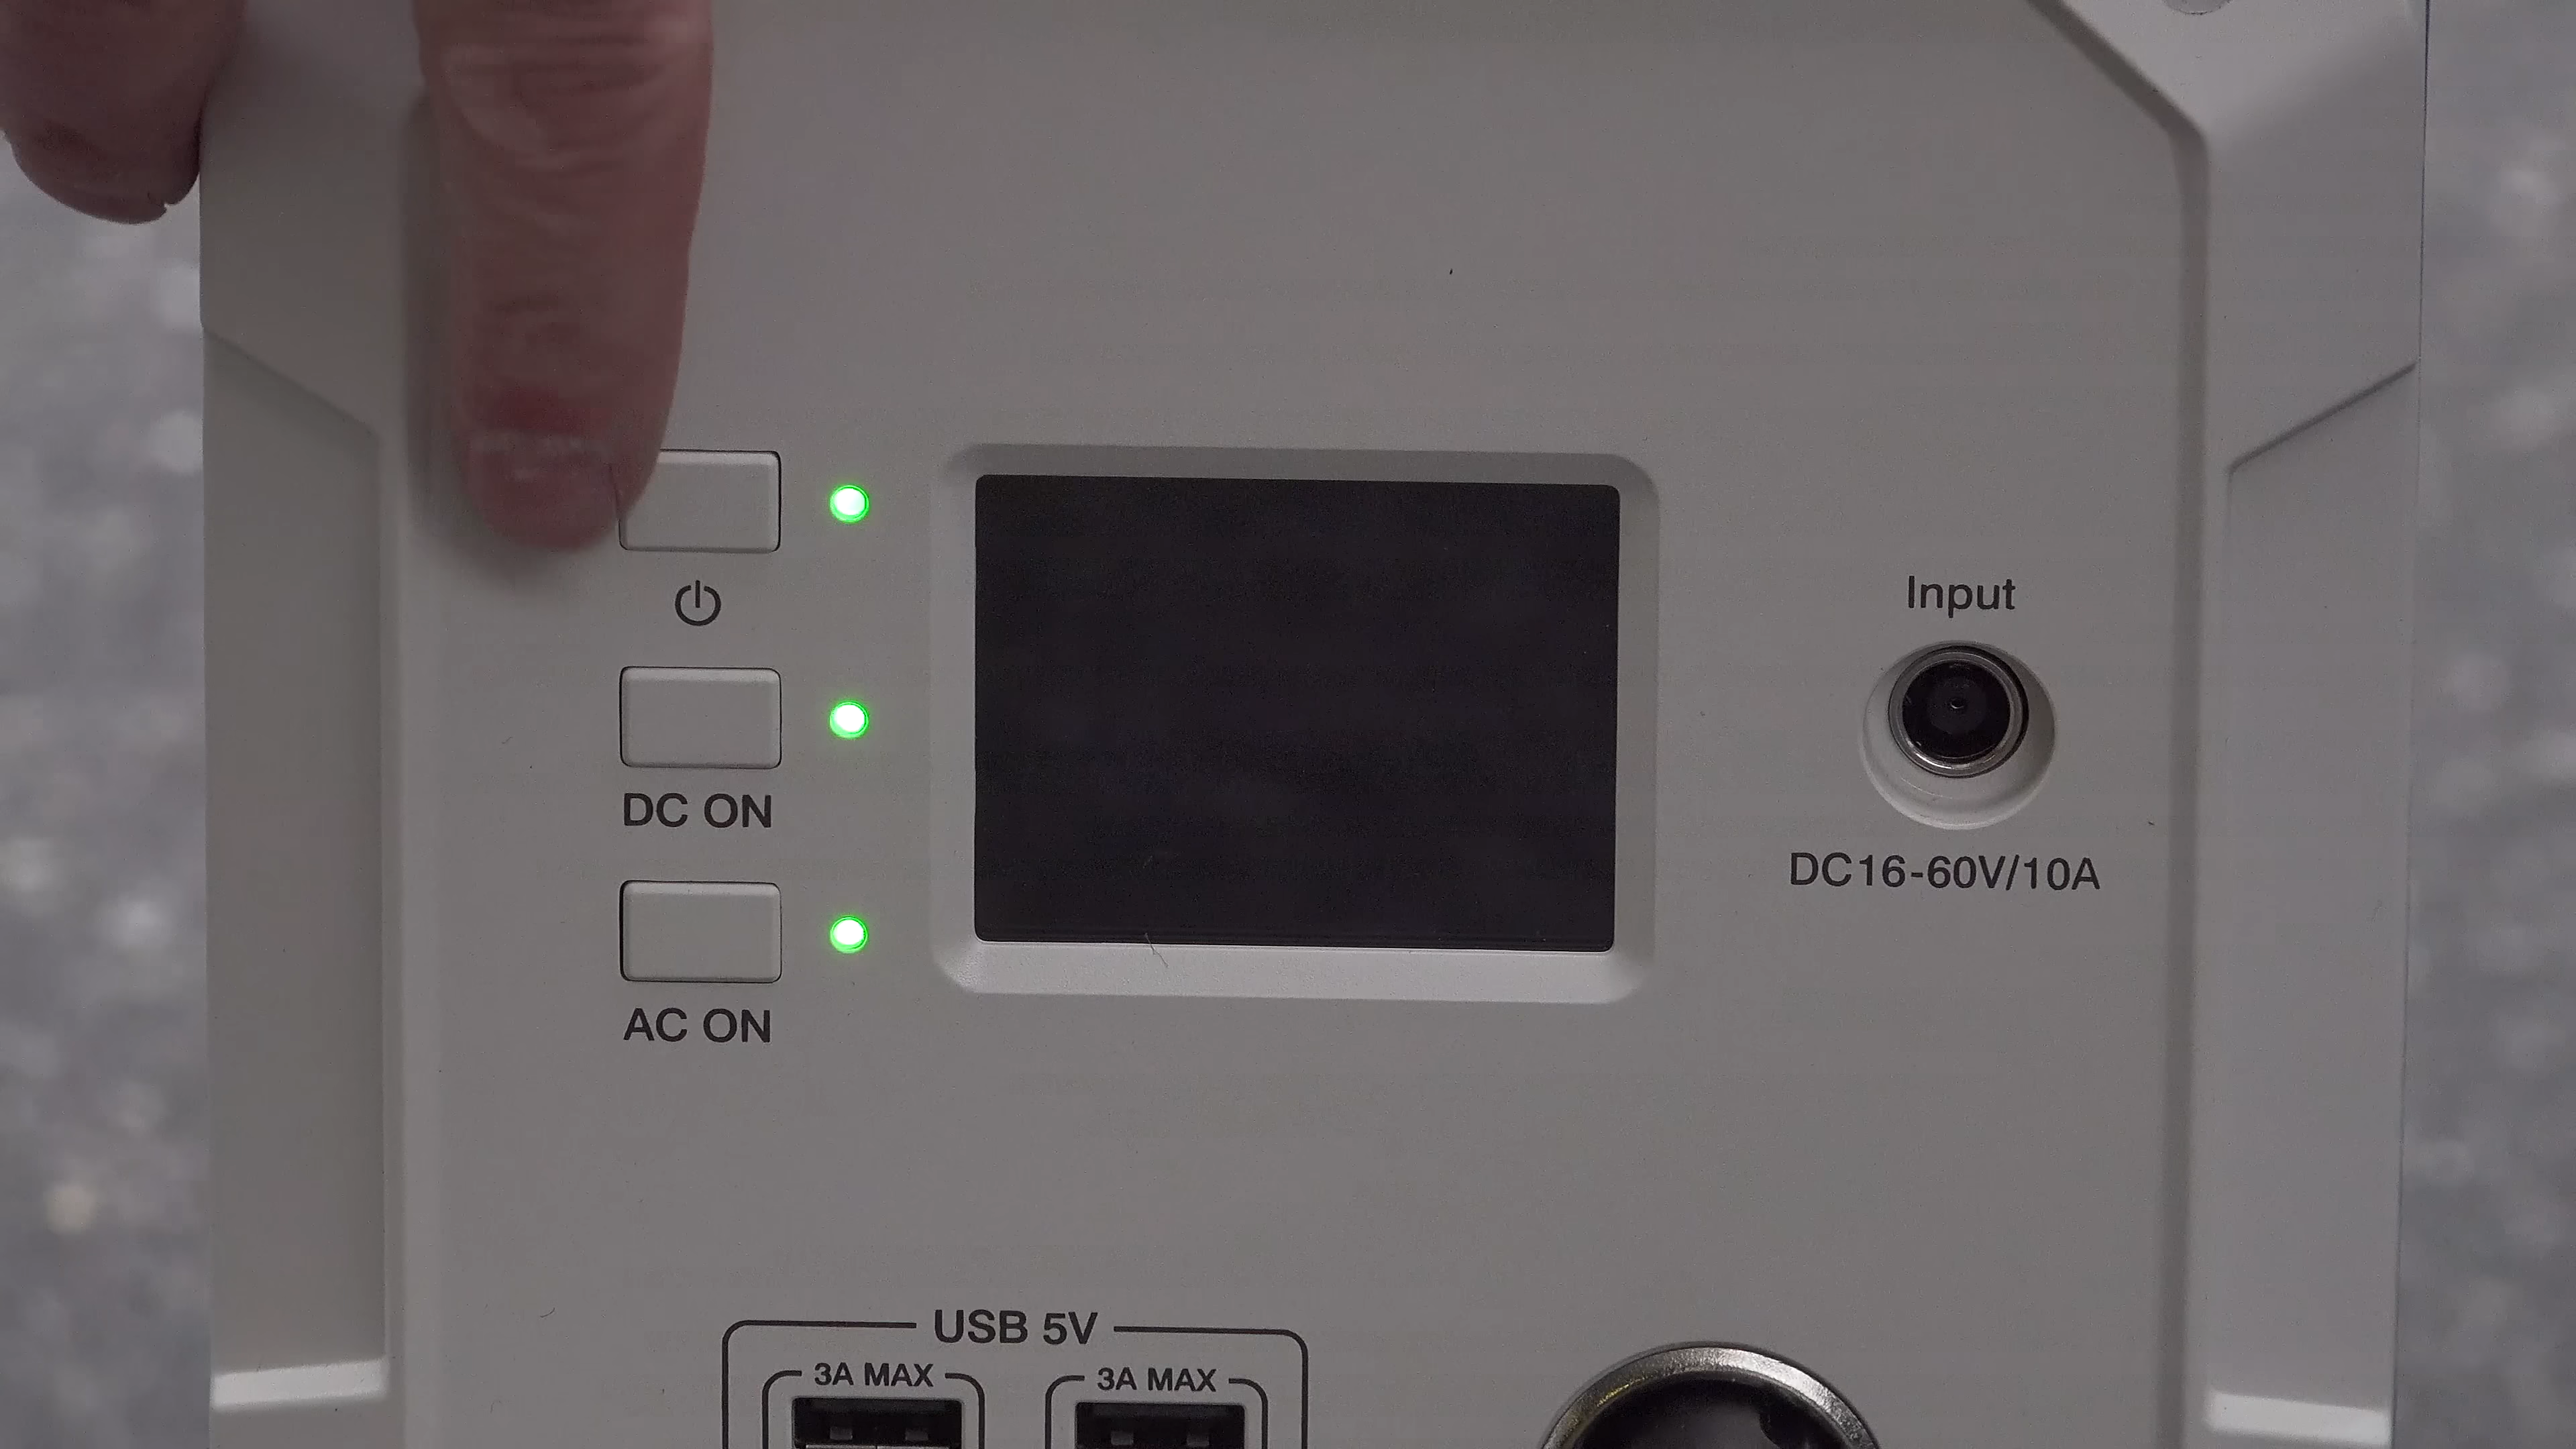 Input
DC ON
DC16-60V/10A
AC ON
USB 5V
3A MAX
3A MAX